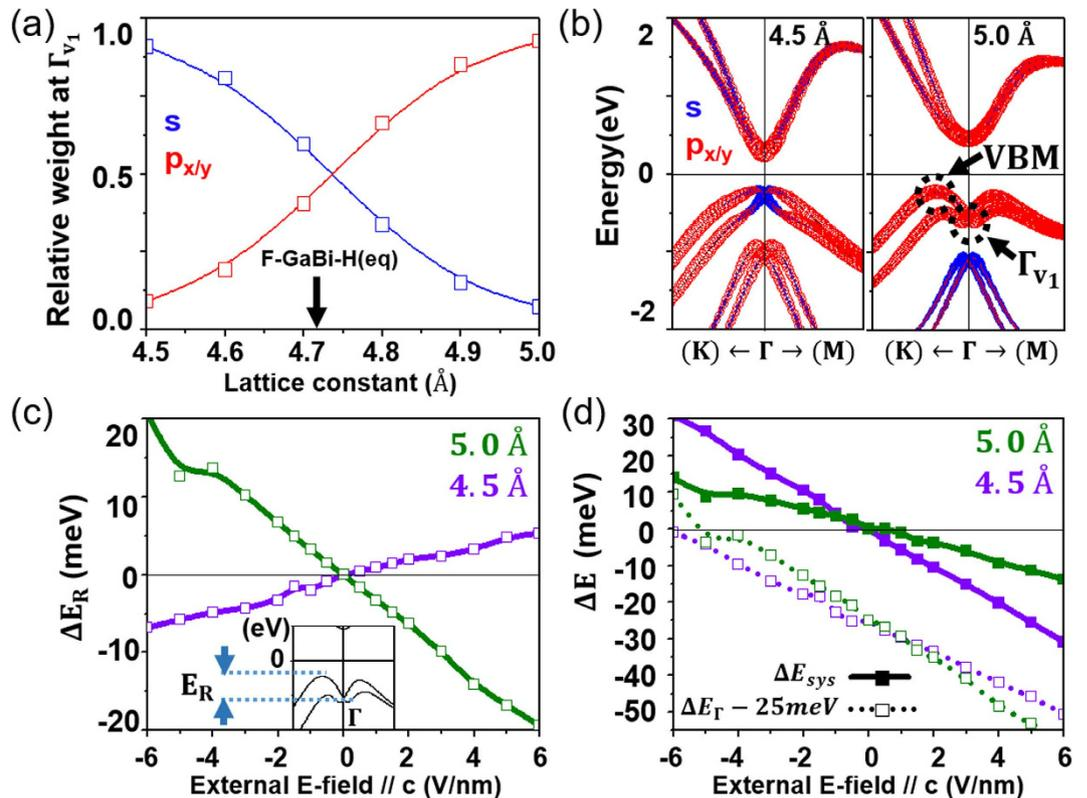 (a)
1.0
0.5
0.0
Relative weight at Γv1
s
px/y
F-GaBi-H(eq)
4.5 4.6 4.7 4.8 4.9 5.0
Lattice constant (Å)
(b)
2
0
-2
Energy(eV)
4.5 Å
5.0 Å
s
px/y
VBM
Γv1
(K) ← Γ → (M)
(K) ← Γ → (M)
(c)
20
10
0
-10
-20
ΔER (meV)
5.0 Å
4.5 Å
(eV)
0
ER
Γ
-6 -4 -2 0 2 4 6
External E-field // c (V/nm)
(d)
30
20
10
0
-10
-20
-30
-40
-50
ΔE (meV)
5.0 Å
4.5 Å
ΔEsys
ΔEΓ − 25meV
-6 -4 -2 0 2 4 6
External E-field // c (V/nm)